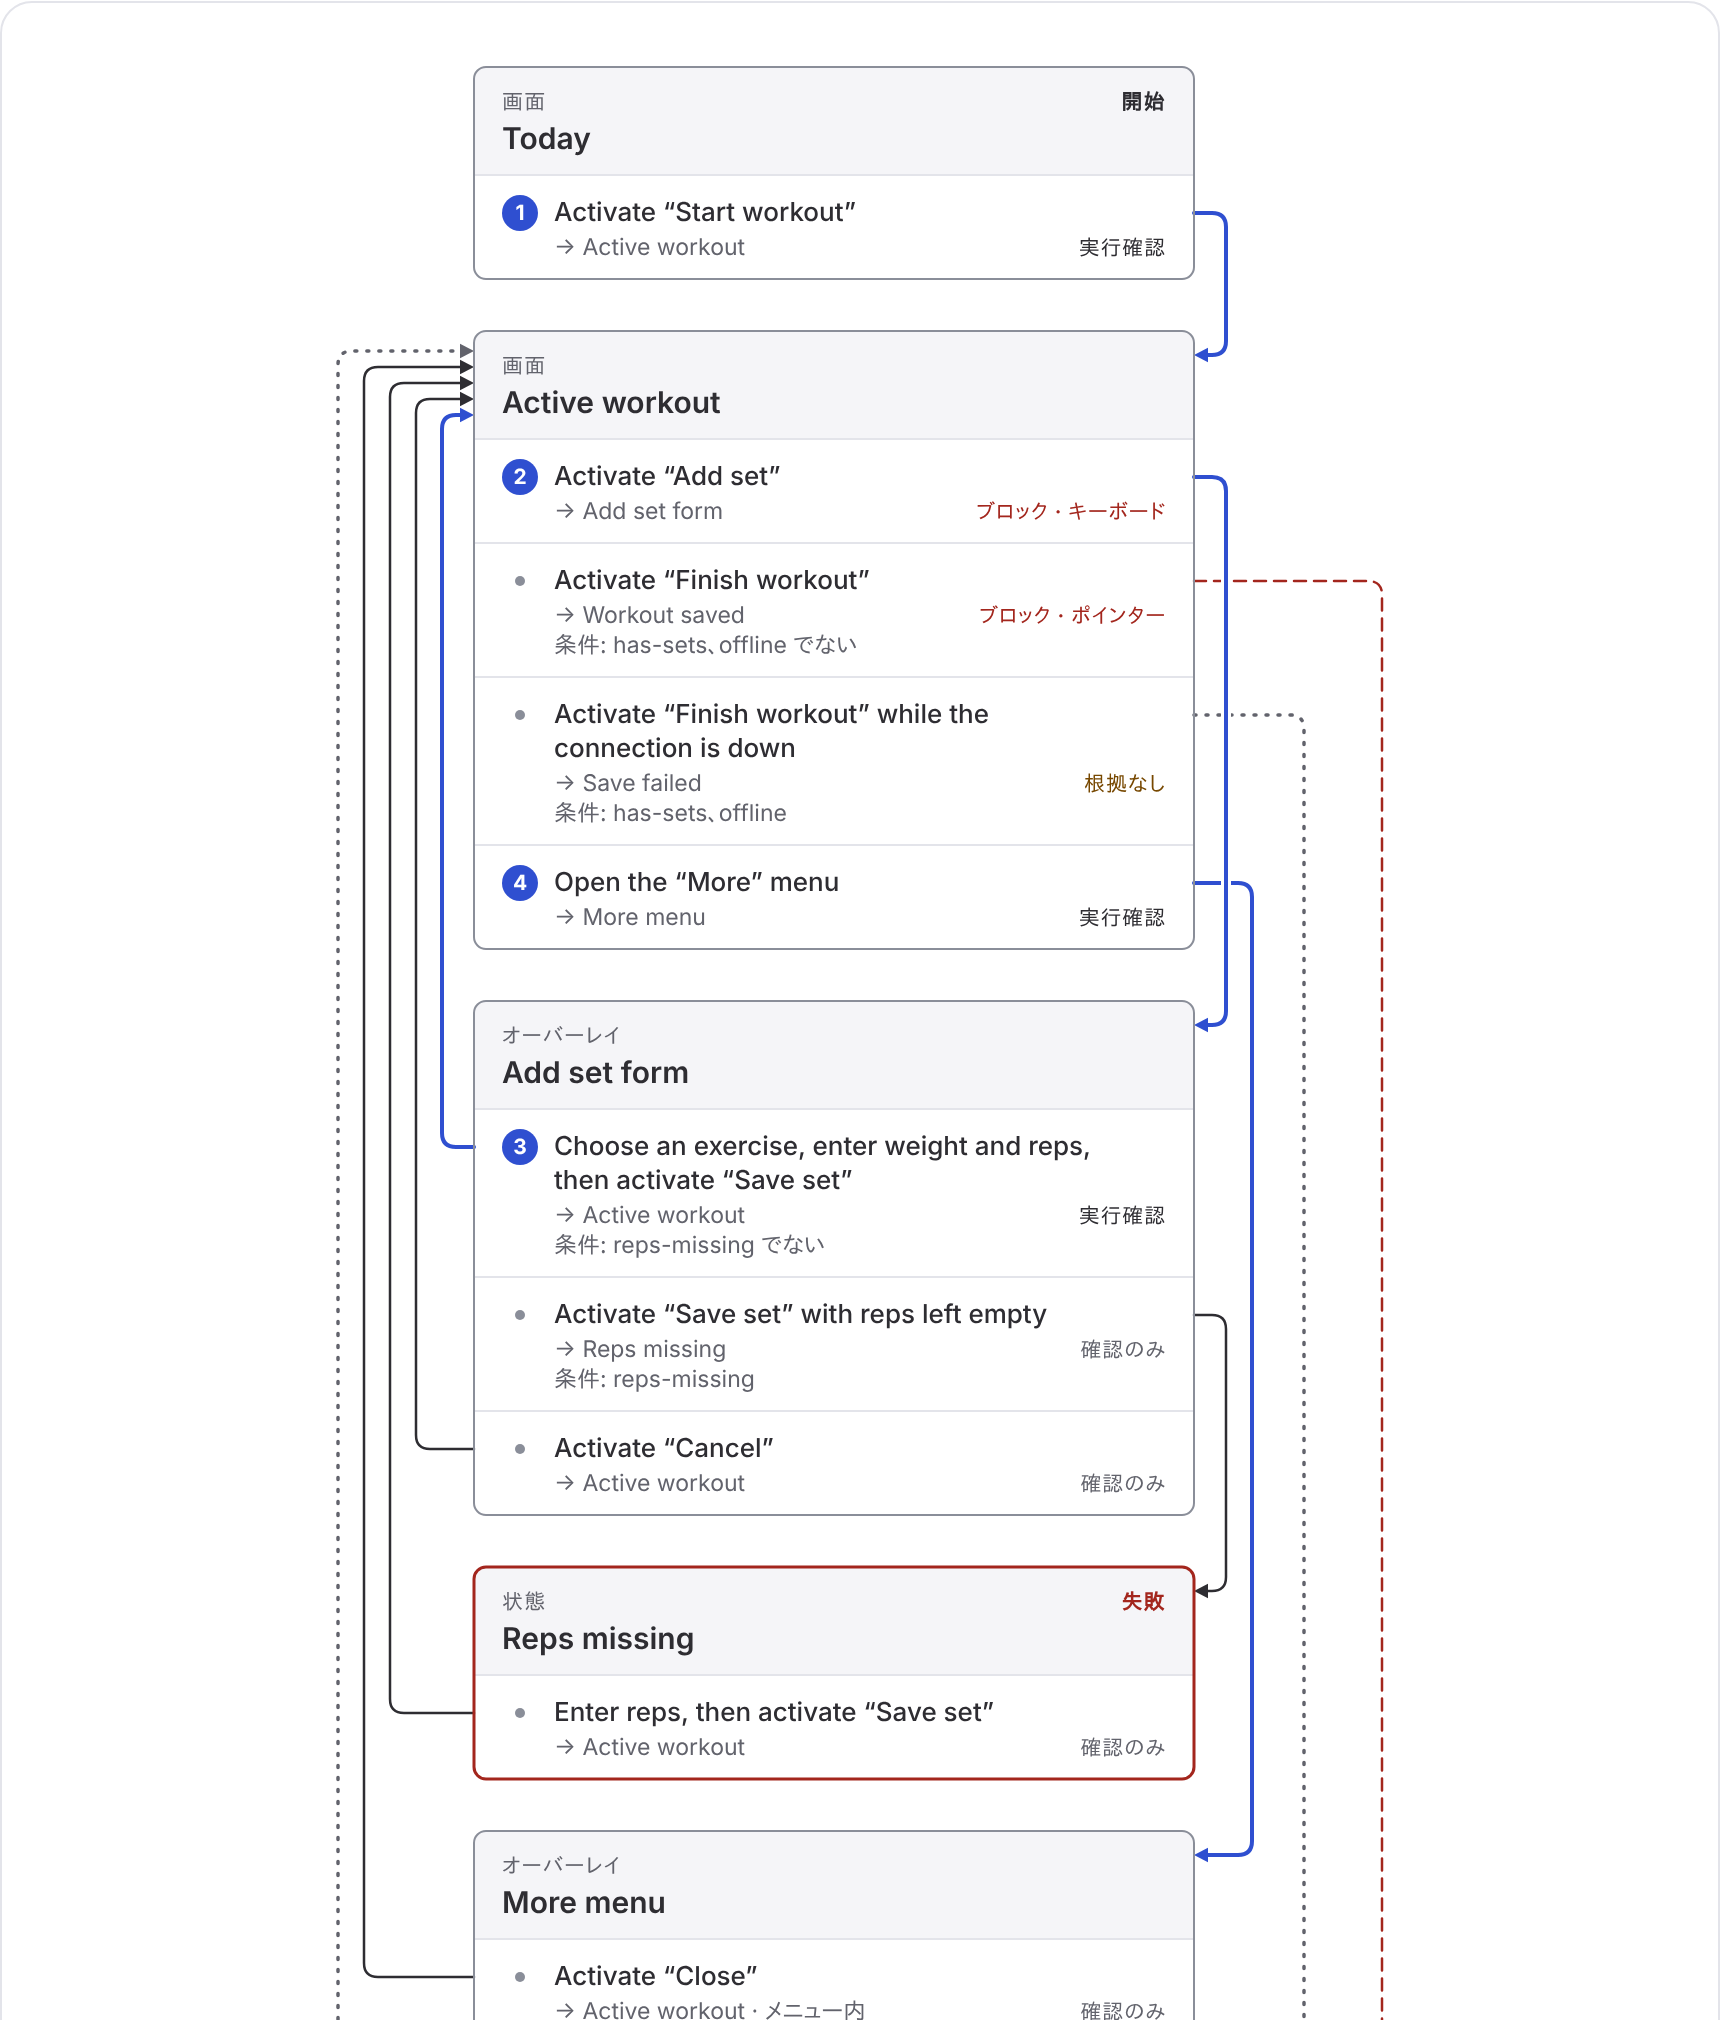 画面
開始
Today
1 Activate “Start workout”
→ Active workout
実行確認
画面
Active workout
2 Activate “Add set”
→ Add set form
ブロック・キーボード
Activate “Finish workout”
→ Workout saved
ブロック・ポインター
条件: has-sets、offline でない
Activate “Finish workout” while the
connection is down
→ Save failed
根拠なし
条件: has-sets、offline
4 Open the “More” menu
→ More menu
実行確認
オーバーレイ
Add set form
3 Choose an exercise, enter weight and reps,
then activate “Save set”
→ Active workout
実行確認
条件: reps-missing でない
Activate “Save set” with reps left empty
→ Reps missing
確認のみ
条件: reps-missing
Activate “Cancel”
→ Active workout
確認のみ
状態
失敗
Reps missing
Enter reps, then activate “Save set”
→ Active workout
確認のみ
オーバーレイ
More menu
Activate “Close”
→ Active workout · メニュー内
確認のみ